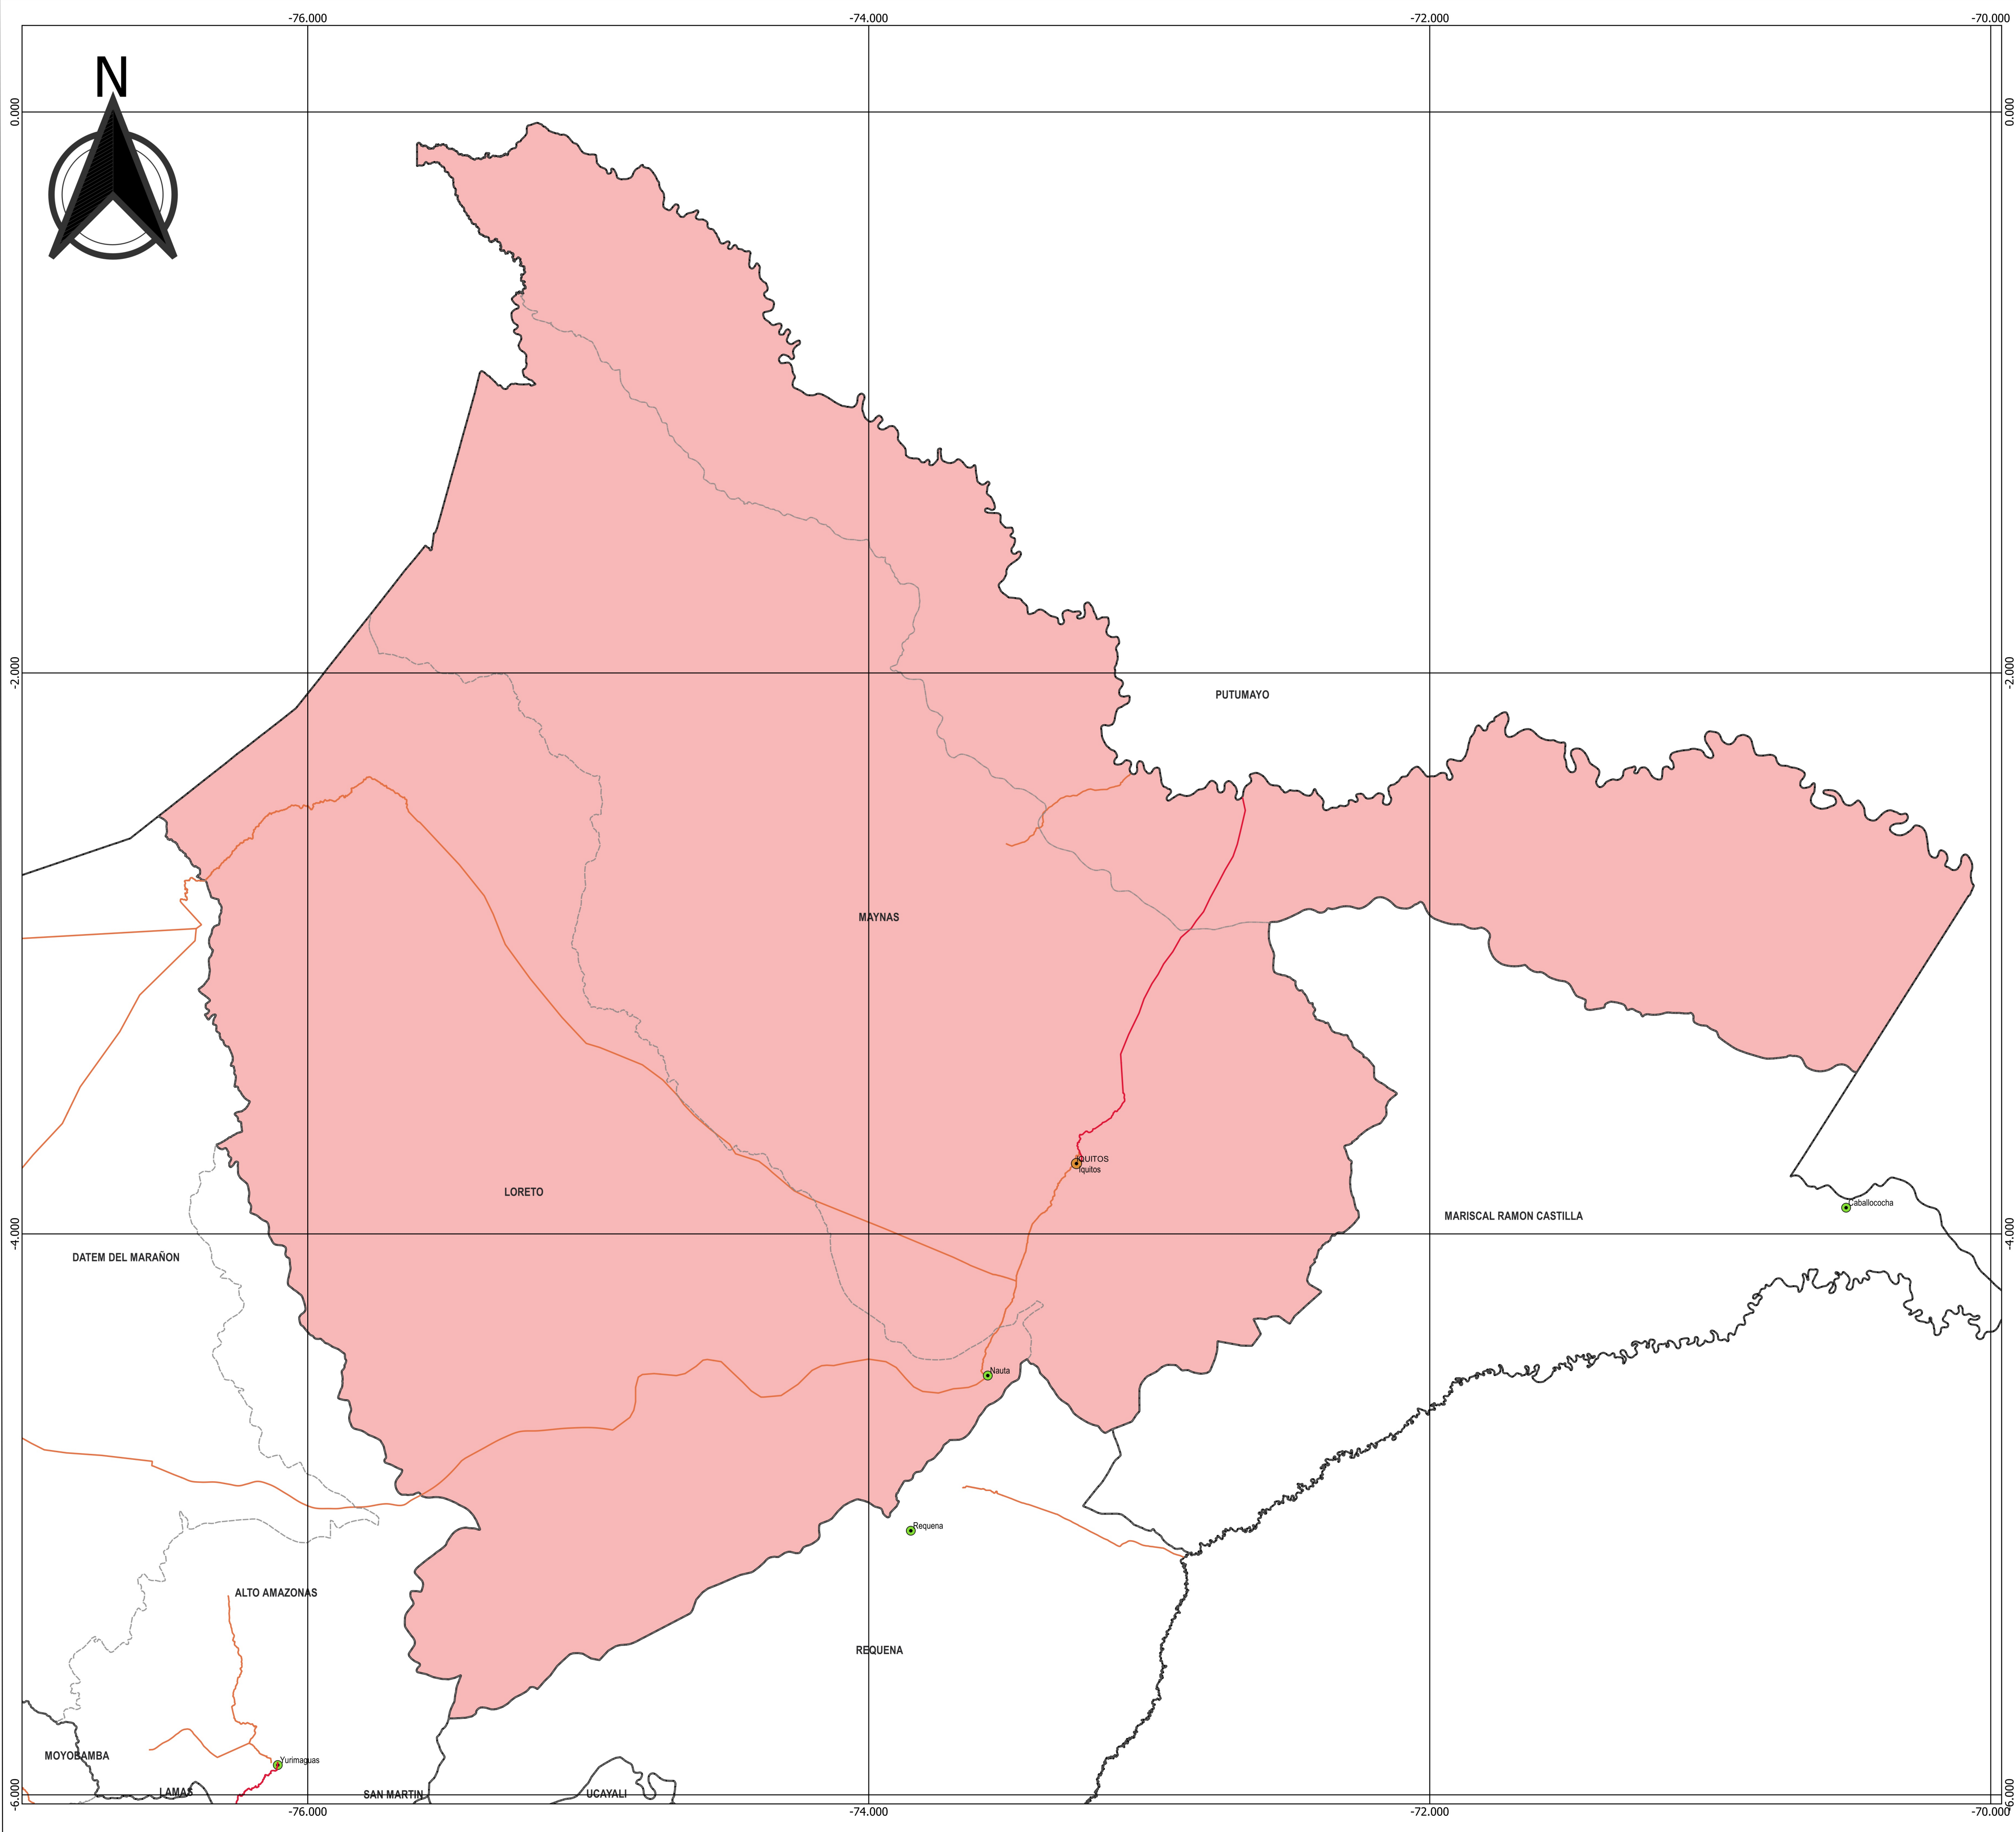 -76.000
-74.000
-72.000
-70.000
N
0.000
0.000
-2.000
-2.000
PUTUMAYO
MAYNAS
IQUITOS
Iquitos
LORETO
Caballococha
MARISCAL RAMON CASTILLA
-4.000
-4.000
DATEM DEL MARAÑON
Nauta
Requena
ALTO AMAZONAS
REQUENA
MOYOBAMBA
Yurimaguas
LAMAS
SAN MARTIN
UCAYALI
-6.000
-6.000
-76.000
-74.000
-72.000
-70.000